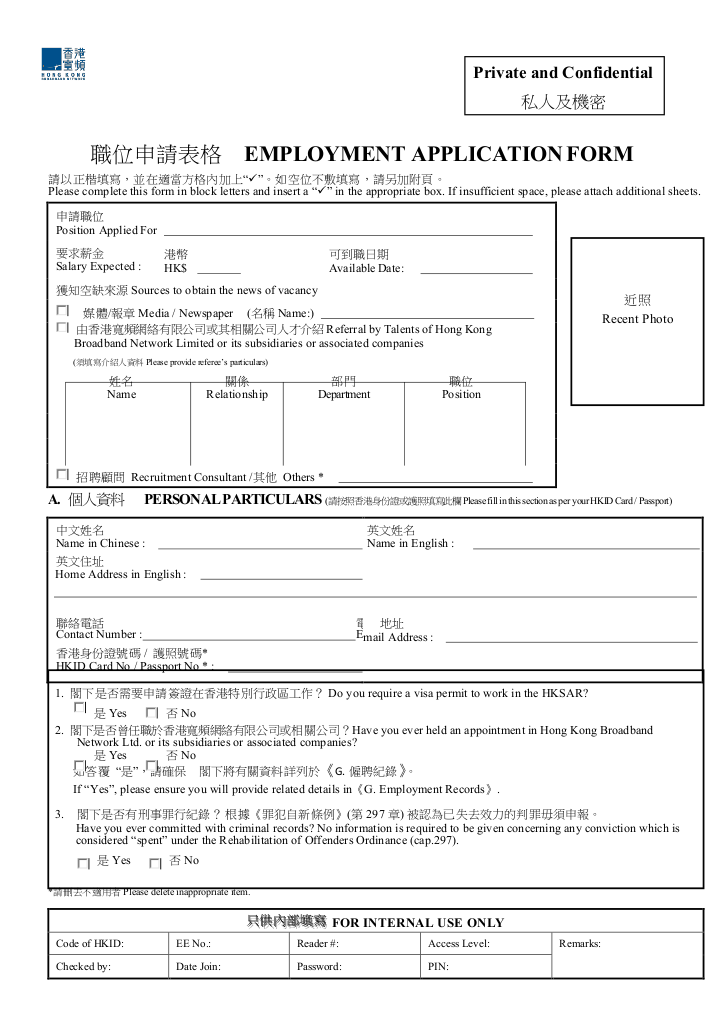 香港
寬頻
HONG KONG
BROADBAND NETWORK
Private and Confidential
私人及機密
職位申請表格 EMPLOYMENT APPLICATION FORM
請以正楷填寫，並在適當方格內加上“✓”。如空位不敷填寫，請另加附頁。
Please complete this form in block letters and insert a “✓” in the appropriate box. If insufficient space, please attach additional sheets.
申請職位
Position Applied For
要求薪金 港幣 可到職日期
Salary Expected : HK$ Available Date:
獲知空缺來源 Sources to obtain the news of vacancy
媒體/報章 Media / Newspaper (名稱 Name:)
由香港寬頻網絡有限公司或其相關公司人才介紹 Referral by Talents of Hong Kong
Broadband Network Limited or its subsidiaries or associated companies
(須填寫介紹人資料 Please provide referee’s particulars)
姓名 關係 部門 職位
Name Relationship Department Position
招聘顧問 Recruitment Consultant /其他 Others *
近照
Recent Photo
A. 個人資料 PERSONAL PARTICULARS (請按照香港身份證或護照填寫此欄 Please fill in this section as per your HKID Card / Passport)
中文姓名 英文姓名
Name in Chinese : Name in English :
英文住址
Home Address in English :
聯絡電話 電 地址
Contact Number : Email Address :
香港身份證號碼 / 護照號碼*
HKID Card No / Passport No * :
1. 閣下是否需要申請簽證在香港特別行政區工作？ Do you require a visa permit to work in the HKSAR?
是 Yes 否 No
2. 閣下是否曾任職於香港寬頻網絡有限公司或相關公司？Have you ever held an appointment in Hong Kong Broadband
Network Ltd. or its subsidiaries or associated companies?
是 Yes 否 No
如答覆 “是”，請確保 閣下將有關資料詳列於《G. 僱聘紀錄》。
If “Yes”, please ensure you will provide related details in《G. Employment Records》.
3. 閣下是否有刑事罪行紀錄？根據《罪犯自新條例》(第 297 章) 被認為已失去效力的判罪毋須申報。
Have you ever committed with criminal records? No information is required to be given concerning any conviction which is
considered “spent” under the Rehabilitation of Offenders Ordinance (cap.297).
是 Yes 否 No
*請刪去不適用者 Please delete inappropriate item.
只供內部填寫 FOR INTERNAL USE ONLY
Code of HKID: EE No.: Reader #: Access Level: Remarks:
Checked by: Date Join: Password: PIN: